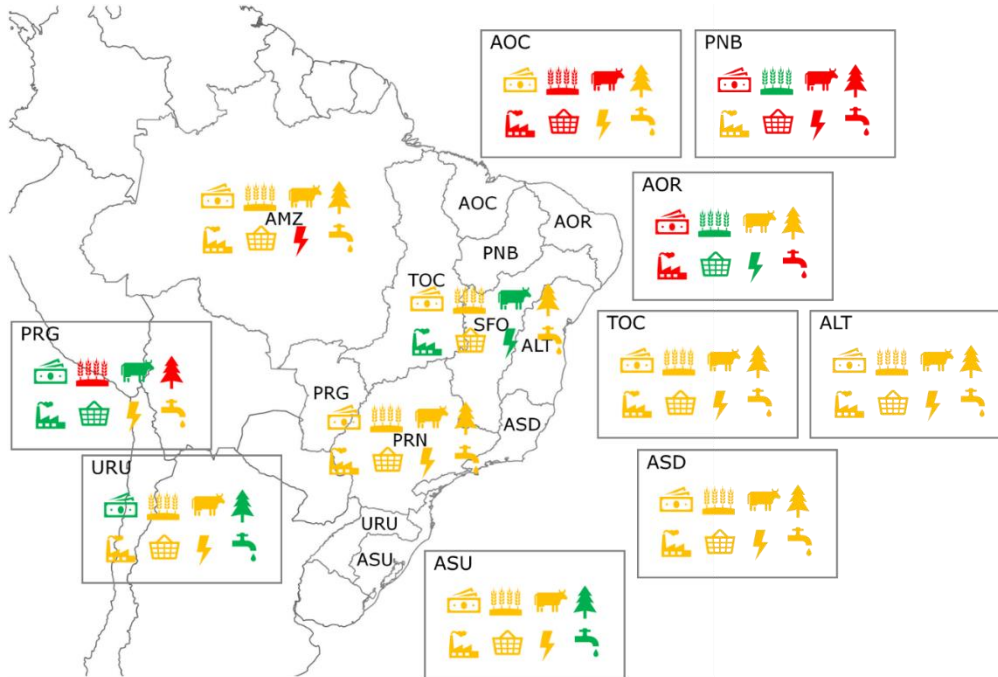 AOC
PNB
AOR
AMZ
AOC
AOR
PNB
TOC
SFO
ALT
TOC
ALT
PRG
PRG
PRN
ASD
ASD
URU
URU
ASU
ASU